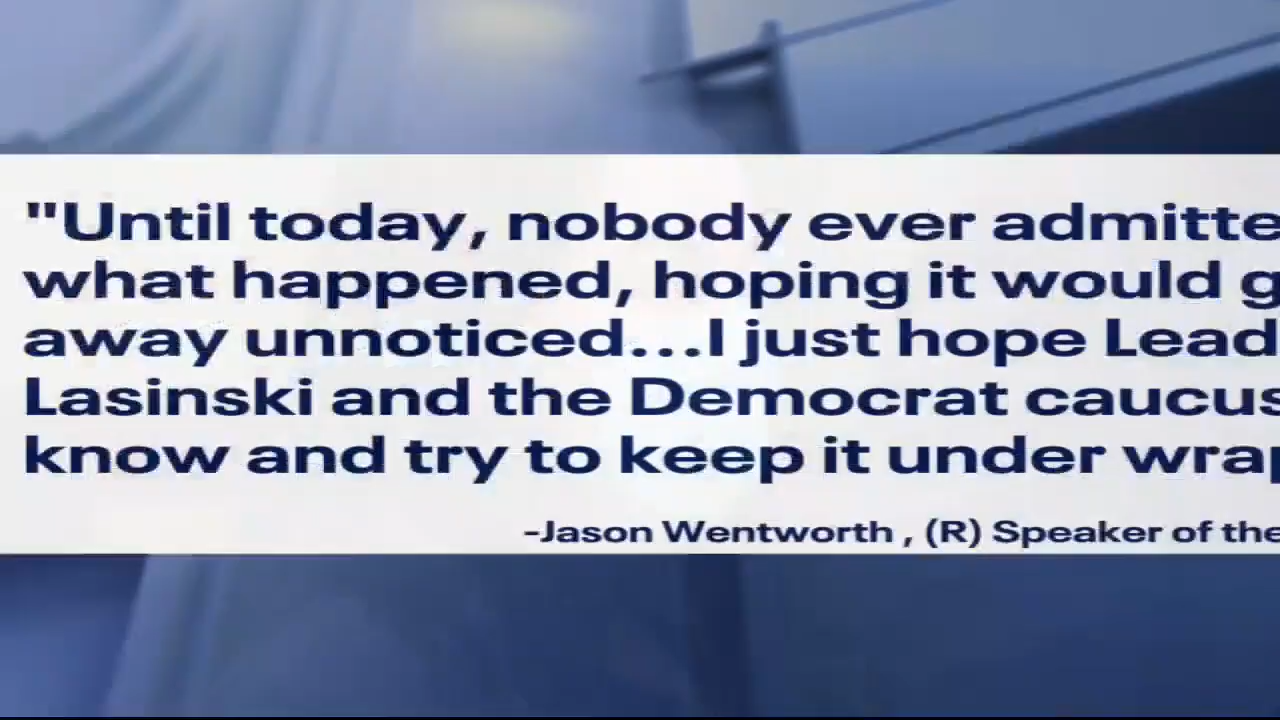 "Until today, nobody ever admitte
what happened, hoping it would g
away unnoticed...I just hope Lead
Lasinski and the Democrat caucus
know and try to keep it under wrap
-Jason Wentworth , (R) Speaker of the